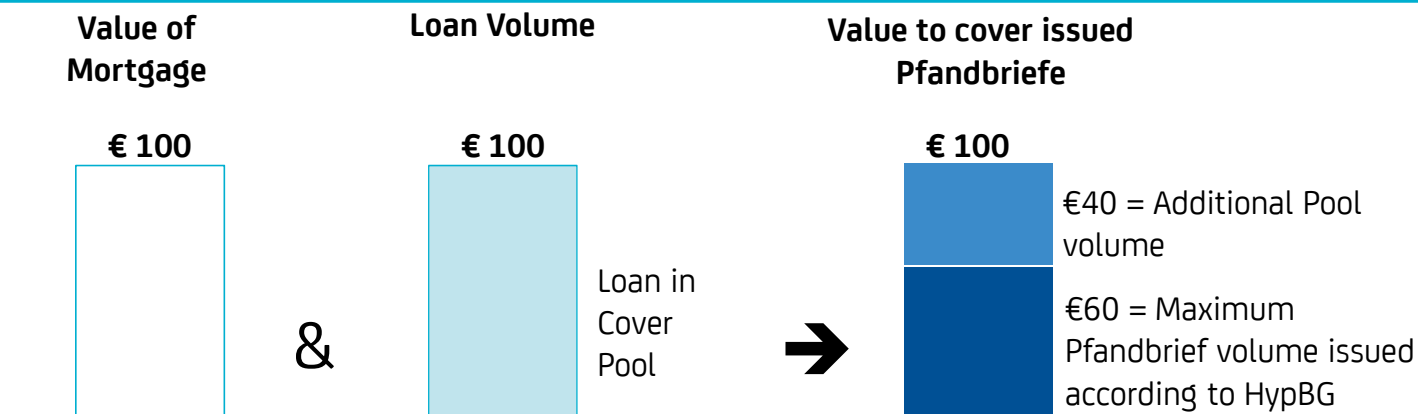 Value of
Mortgage
Loan Volume
Value to cover issued
Pfandbriefe
€ 100
€ 100
€ 100
€40 = Additional Pool
volume
Loan in
Cover
Pool
&
➔
€60 = Maximum
Pfandbrief volume issued
according to HypBG